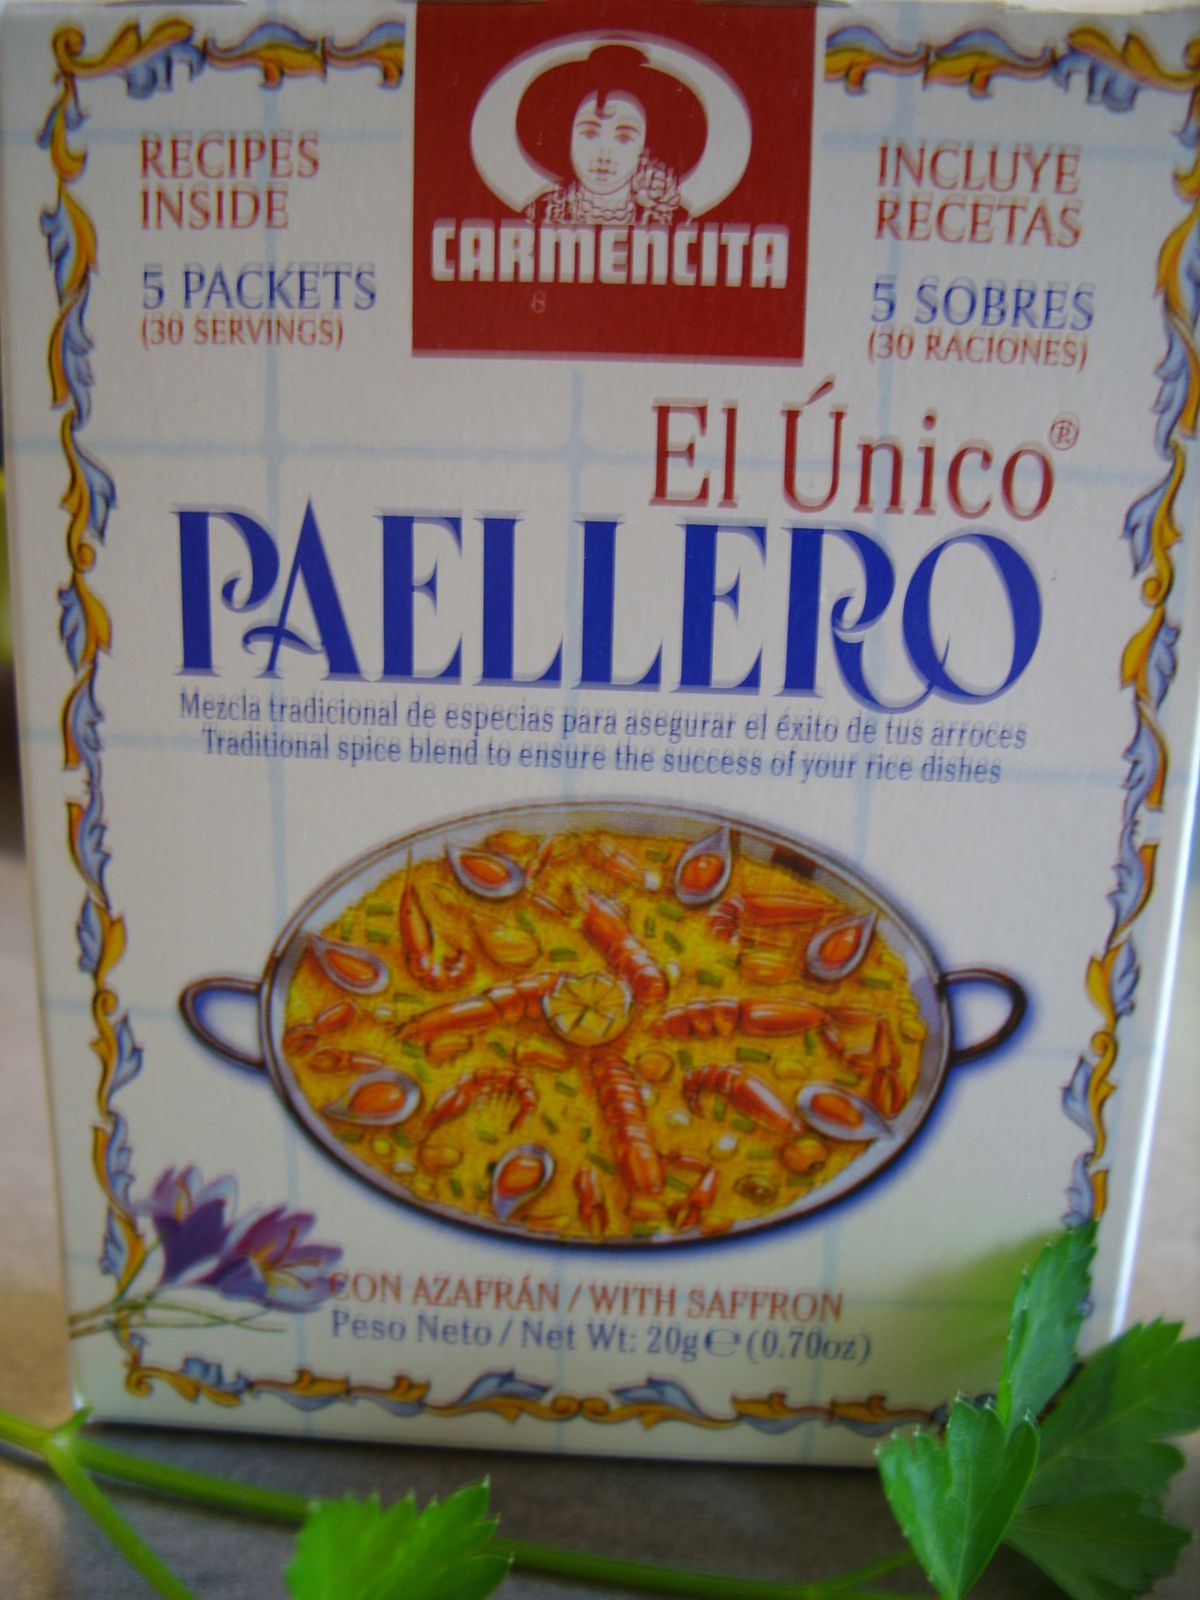 CARMENCITA
RECIPES
INSIDE
5 PACKETS
(30 SERVINGS)
INCLUYE
RECETAS
5 SOBRES
(30 RACIONES)
El Único®
PAELLERO
Mezcla tradicional de especias para asegurar el éxito de tus arroces
Traditional spice blend to ensure the success of your rice dishes
CON AZAFRÁN / WITH SAFFRON
Peso Neto / Net Wt: 20g ℮ (0.70oz)